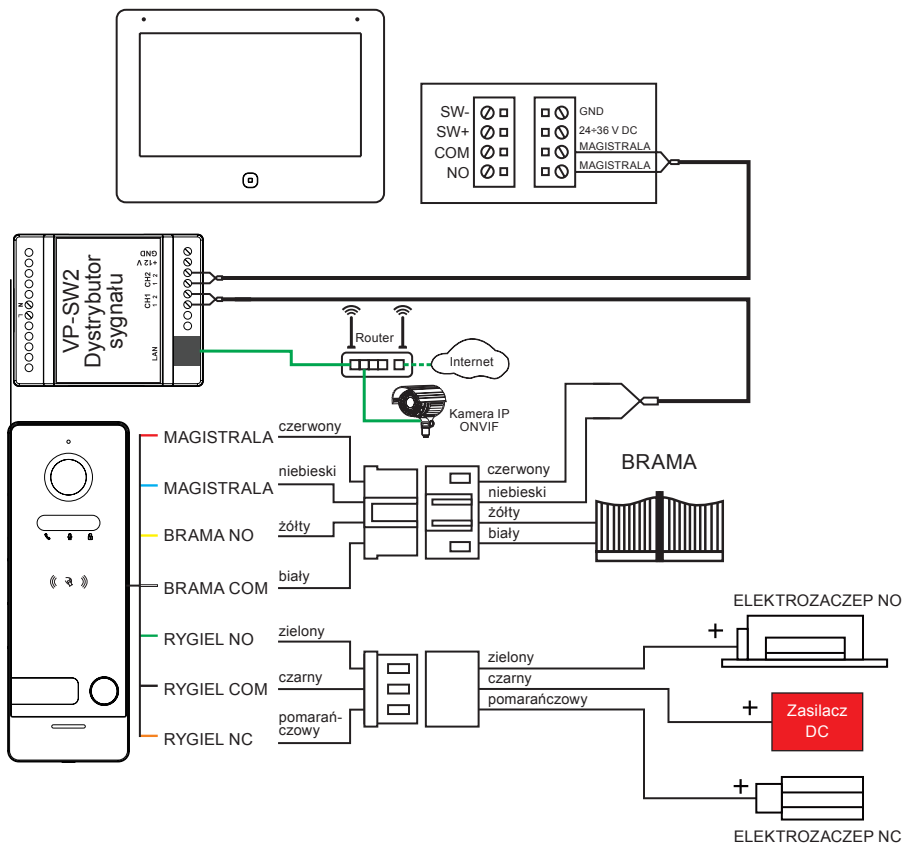 SW-
SW+
COM
NO
GND
24÷36 V DC
MAGISTRALA
MAGISTRALA
VP-SW2
Dystrybutor
sygnału
GND
+12 V
CH2
1 2
CH1
1 2
LAN
N
L
Router
Internet
Kamera IP
ONVIF
MAGISTRALA
czerwony
MAGISTRALA
niebieski
BRAMA NO
żółty
BRAMA COM
biały
czerwony
niebieski
żółty
biały
BRAMA
RYGIEL NO
zielony
RYGIEL COM
czarny
RYGIEL NC
pomarań-
czowy
zielony
czarny
pomarańczowy
ELEKTROZACZEP NO
+
+
Zasilacz
DC
+
ELEKTROZACZEP NC